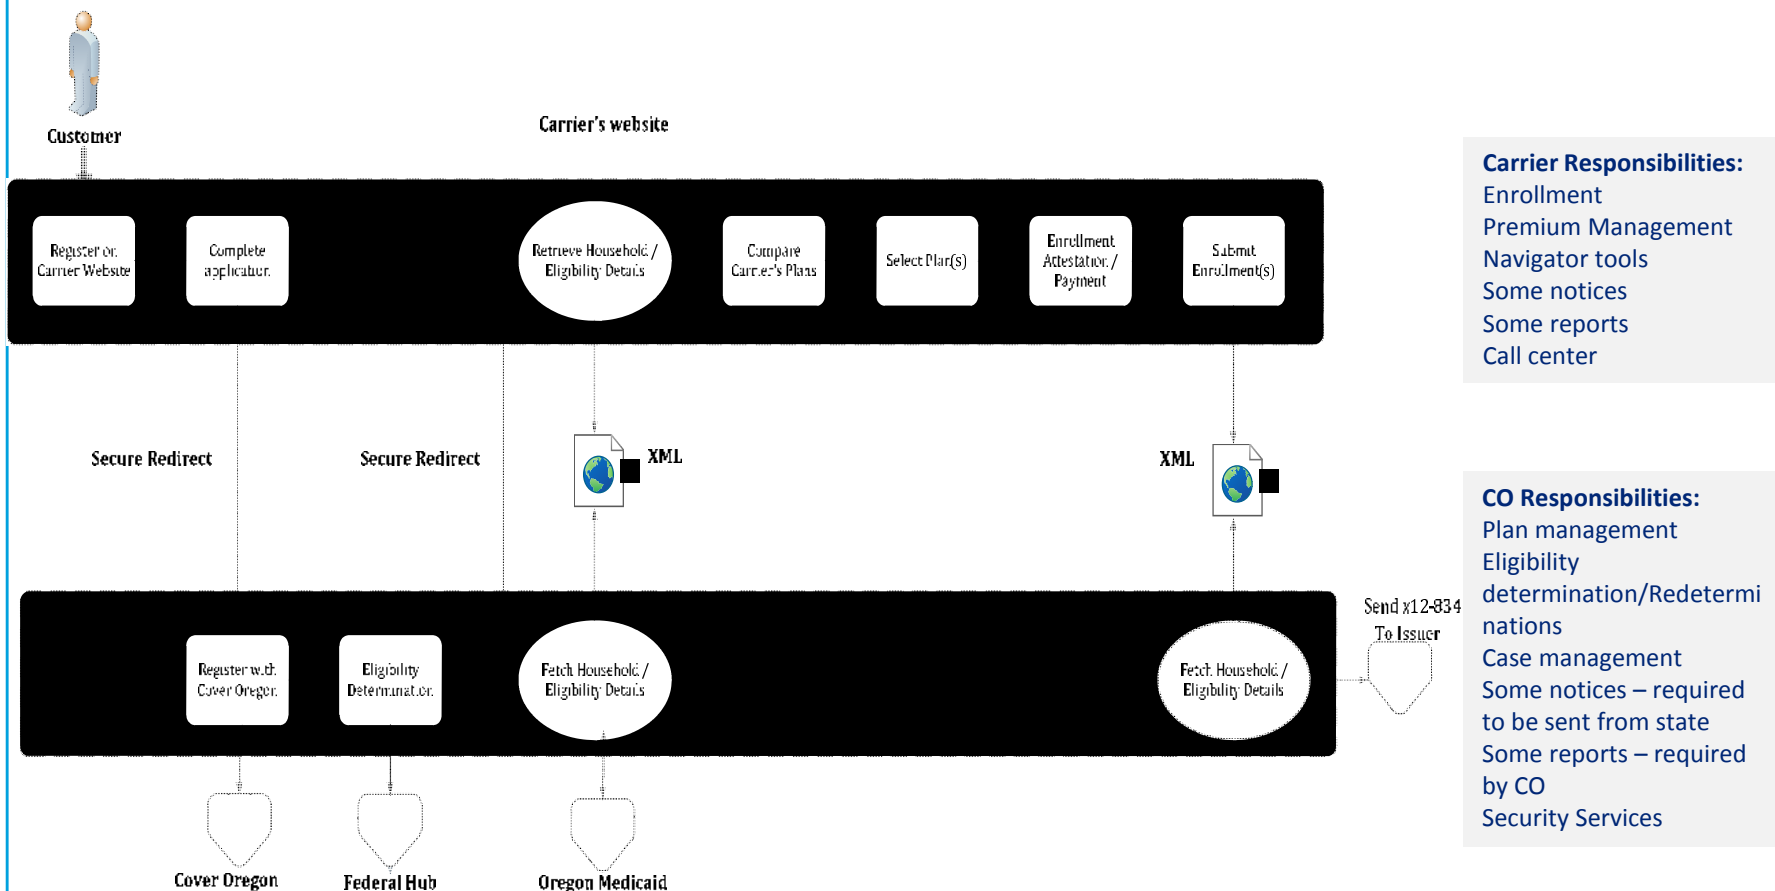 Customer
Carrier's website
Register on
Carrier Website
Complete
application
Retrieve Household /
Eligibility Details
Compare
Carrier's Plans
Select Plan(s)
Enrollment
Attestation /
Payment
Submit
Enrollment(s)
Secure Redirect
Secure Redirect
XML
XML
Register with
Cover Oregon
Eligibility
Determination
Fetch Household /
Eligibility Details
Fetch Household /
Eligibility Details
Send x12-834
To Issuer
Cover Oregon
Federal Hub
Oregon Medicaid
Carrier Responsibilities:
Enrollment
Premium Management
Navigator tools
Some notices
Some reports
Call center
CO Responsibilities:
Plan management
Eligibility
determination/Redetermi
nations
Case management
Some notices – required
to be sent from state
Some reports – required
by CO
Security Services